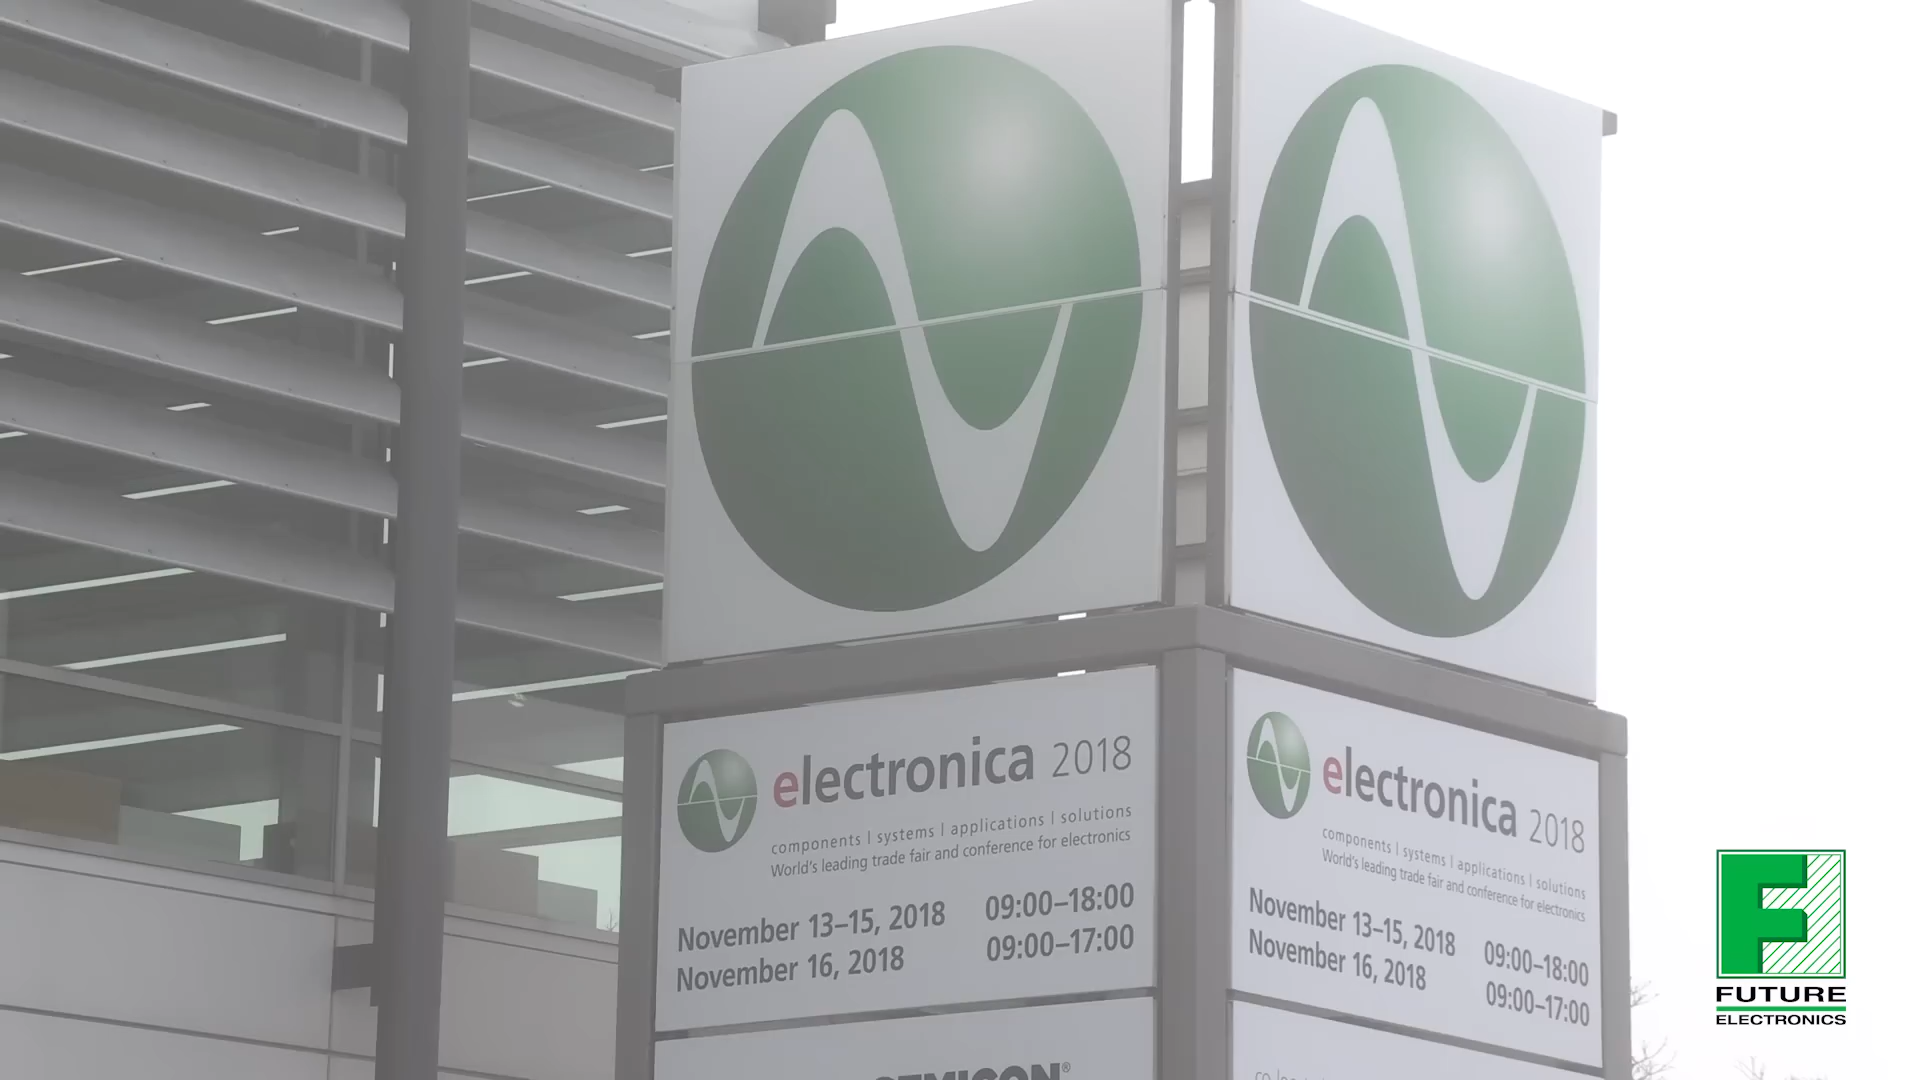 electronica 2018
components | systems | applications | solutions
World's leading trade fair and conference for electronics
November 13–15, 2018 09:00–18:00
November 16, 2018 09:00–17:00
electronica 2018
components | systems | applications | solutions
World's leading trade fair and conference for electronics
November 13–15, 2018 09:00–18:00
November 16, 2018 09:00–17:00
FUTURE
ELECTRONICS